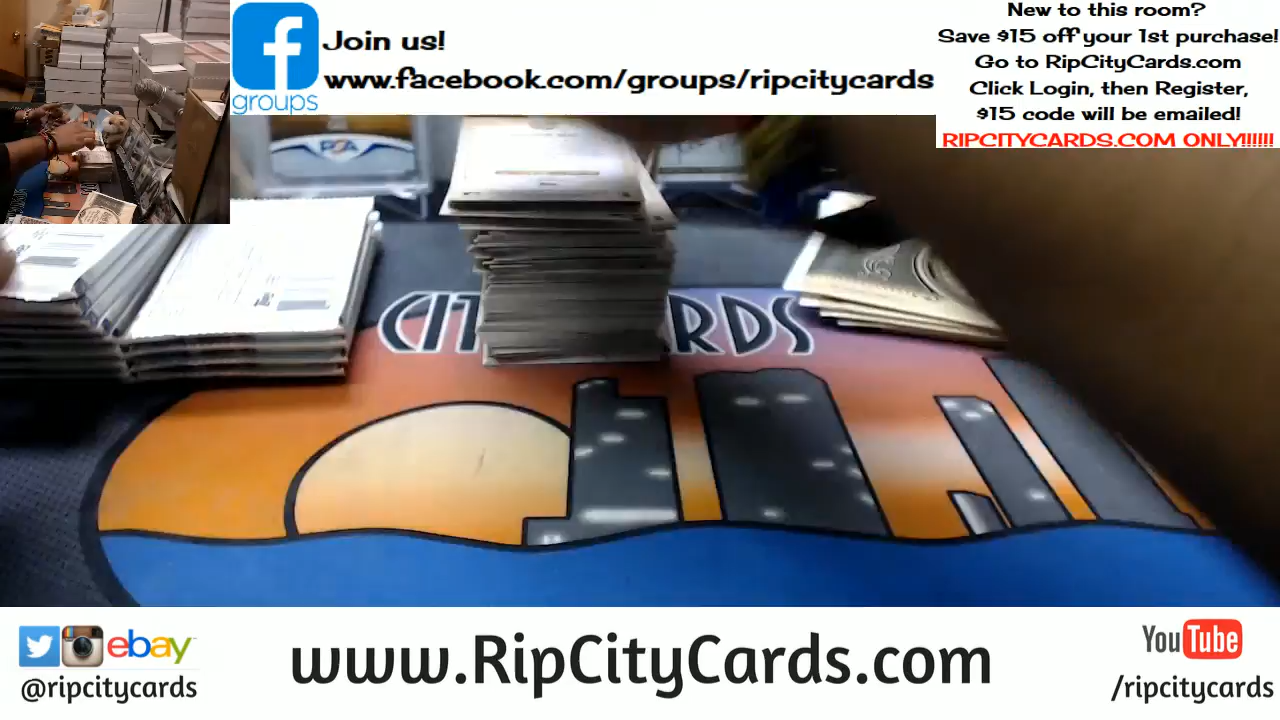 Join us!
www.facebook.com/groups/ripcitycards
groups
New to this room?
Save $15 off your 1st purchase!
Go to RipCityCards.com
Click Login, then Register,
$15 code will be emailed!
RIPCITYCARDS.COM ONLY!!!!!!
PSA
CIT RDS
ebay
@ripcitycards
www.RipCityCards.com
YouTube
/ripcitycards